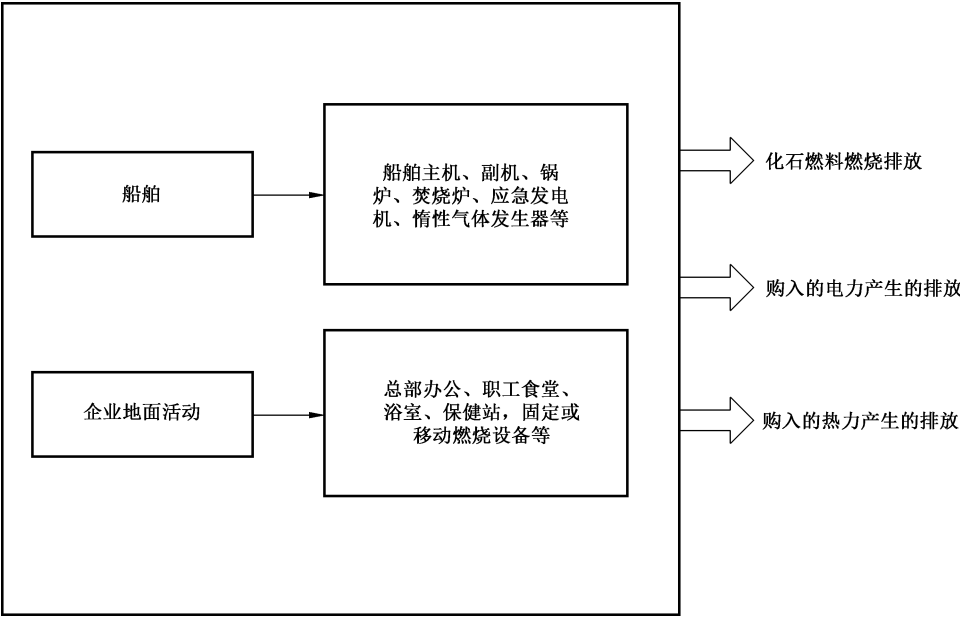 船舶
船舶主机、副机、锅
炉、焚烧炉、应急发电
机、惰性气体发生器等
企业地面活动
总部办公、职工食堂、
浴室、保健站，固定或
移动燃烧设备等
化石燃料燃烧排放
购入的电力产生的排放
购入的热力产生的排放